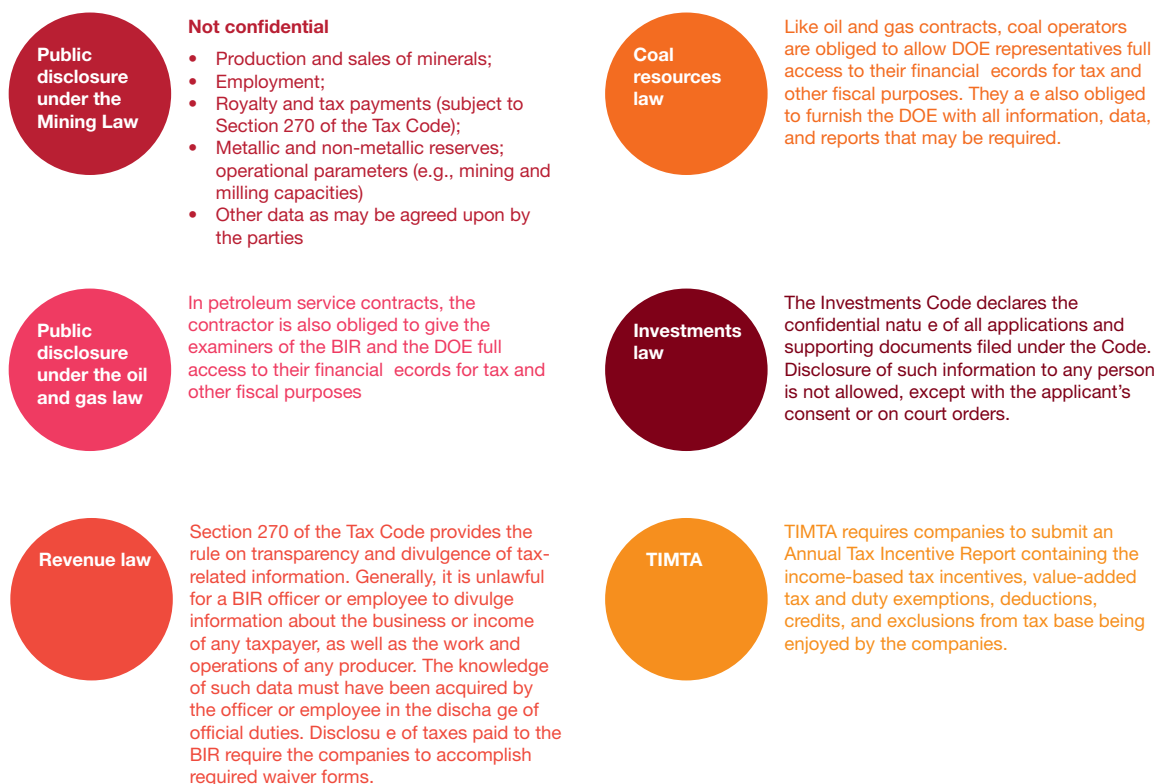 Public
disclosure
under the
Mining Law
Not confidential
• Production and sales of minerals;
• Employment;
• Royalty and tax payments (subject to
Section 270 of the Tax Code);
• Metallic and non-metallic reserves;
operational parameters (e.g., mining and
milling capacities)
• Other data as may be agreed upon by
the parties
Coal
resources
law
Like oil and gas contracts, coal operators
are obliged to allow DOE representatives full
access to their financial  ecords for tax and
other fiscal purposes. They a e also obliged
to furnish the DOE with all information, data,
and reports that may be required.
Public
disclosure
under the oil
and gas law
In petroleum service contracts, the
contractor is also obliged to give the
examiners of the BIR and the DOE full
access to their financial  ecords for tax and
other fiscal purposes
Investments
law
The Investments Code declares the
confidential natu e of all applications and
supporting documents filed under the Code.
Disclosure of such information to any person
is not allowed, except with the applicant's
consent or on court orders.
Revenue law
Section 270 of the Tax Code provides the
rule on transparency and divulgence of tax-
related information. Generally, it is unlawful
for a BIR officer or employee to divulge
information about the business or income
of any taxpayer, as well as the work and
operations of any producer. The knowledge
of such data must have been acquired by
the officer or employee in the discha ge of
official duties. Disclosu e of taxes paid to the
BIR require the companies to accomplish
required waiver forms.
TIMTA
TIMTA requires companies to submit an
Annual Tax Incentive Report containing the
income-based tax incentives, value-added
tax and duty exemptions, deductions,
credits, and exclusions from tax base being
enjoyed by the companies.